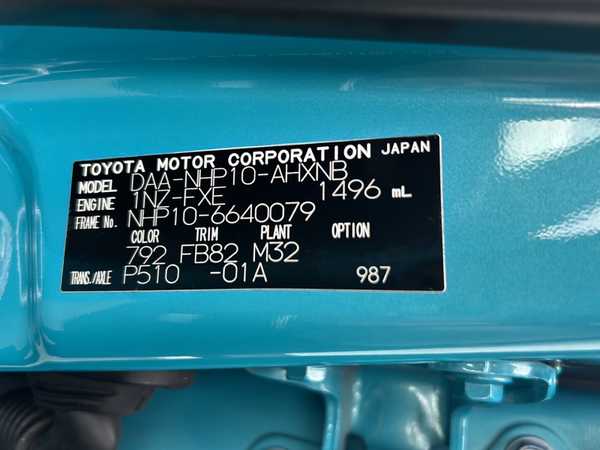 TOYOTA MOTOR CORPORATION JAPAN
MODEL DAA-NHP10-AHXNB
ENGINE 1NZ-FXE 1496 mL
FRAME No. NHP10-6640079
COLOR TRIM PLANT OPTION
792 FB82 M32
TRANS./AXLE P510 -01A 987